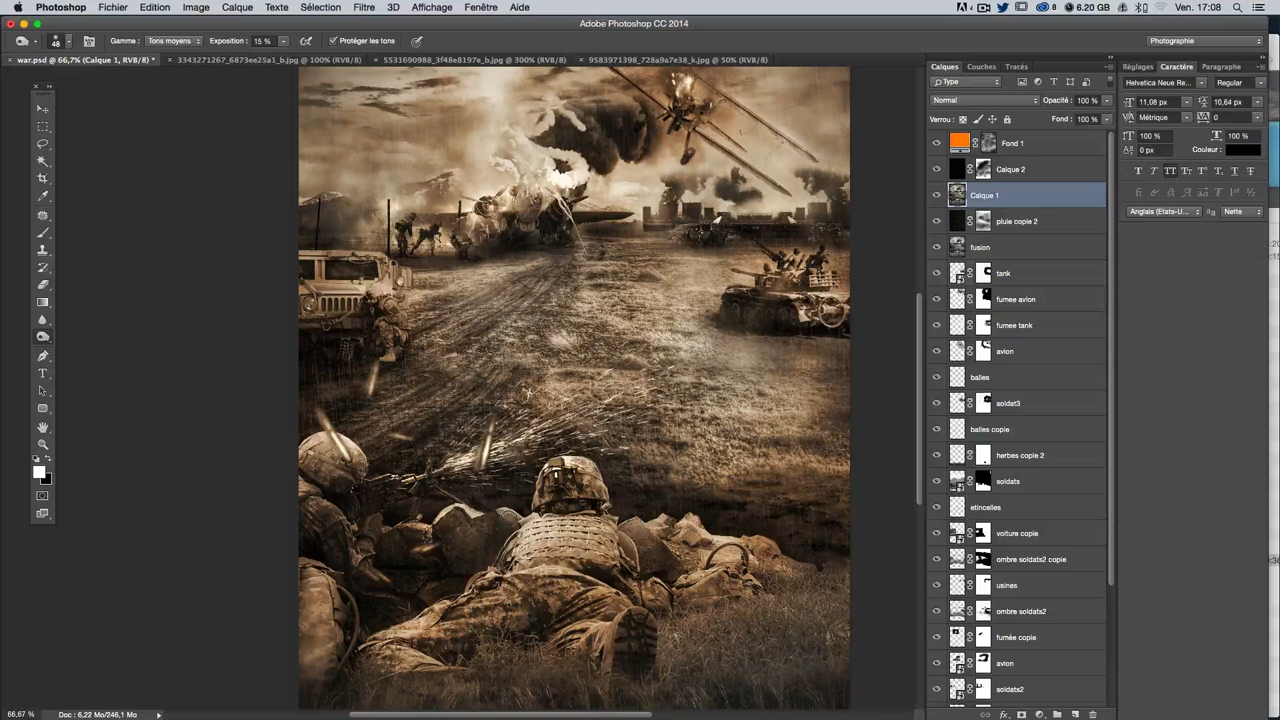 Photoshop Fichier Edition Image Calque Texte Sélection Filtre 3D Affichage Fenêtre Aide 8 6.20 GB Ven. 17:08
Adobe Photoshop CC 2014
48 Gamme : Tons moyens Exposition : 15 % Protéger les tons Photographie
war.psd @ 66,7% (Calque 1, RVB/8) * 3343271267_6873ee25a1_b.jpg @ 100% (RVB/8) 5531690988_3f48e8197e_b.jpg @ 300% (RVB/8) 9583971398_728a9a7e38_k.jpg @ 50% (RVB/8)
Calques Couches Tracés Réglages Caractère Paragraphe
Type Helvetica Neue Re... Regular
Normal Opacité : 100 % 11,08 px 10,64 px
Verrou : Fond : 100 % Métrique 0
100 % 100 %
Fond 1 0 px Couleur :
Calque 2
Calque 1
Anglais (Etats-U... Nette
pluie copie 2
fusion
tank
fumee avion
fumee tank
avion
balles
soldat3
balles copie
herbes copie 2
soldats
etincelles
voiture copie
ombre soldats2 copie
usines
ombre soldats2
fumée copie
avion
soldats2
66,67 % Doc : 6,22 Mo/246,1 Mo